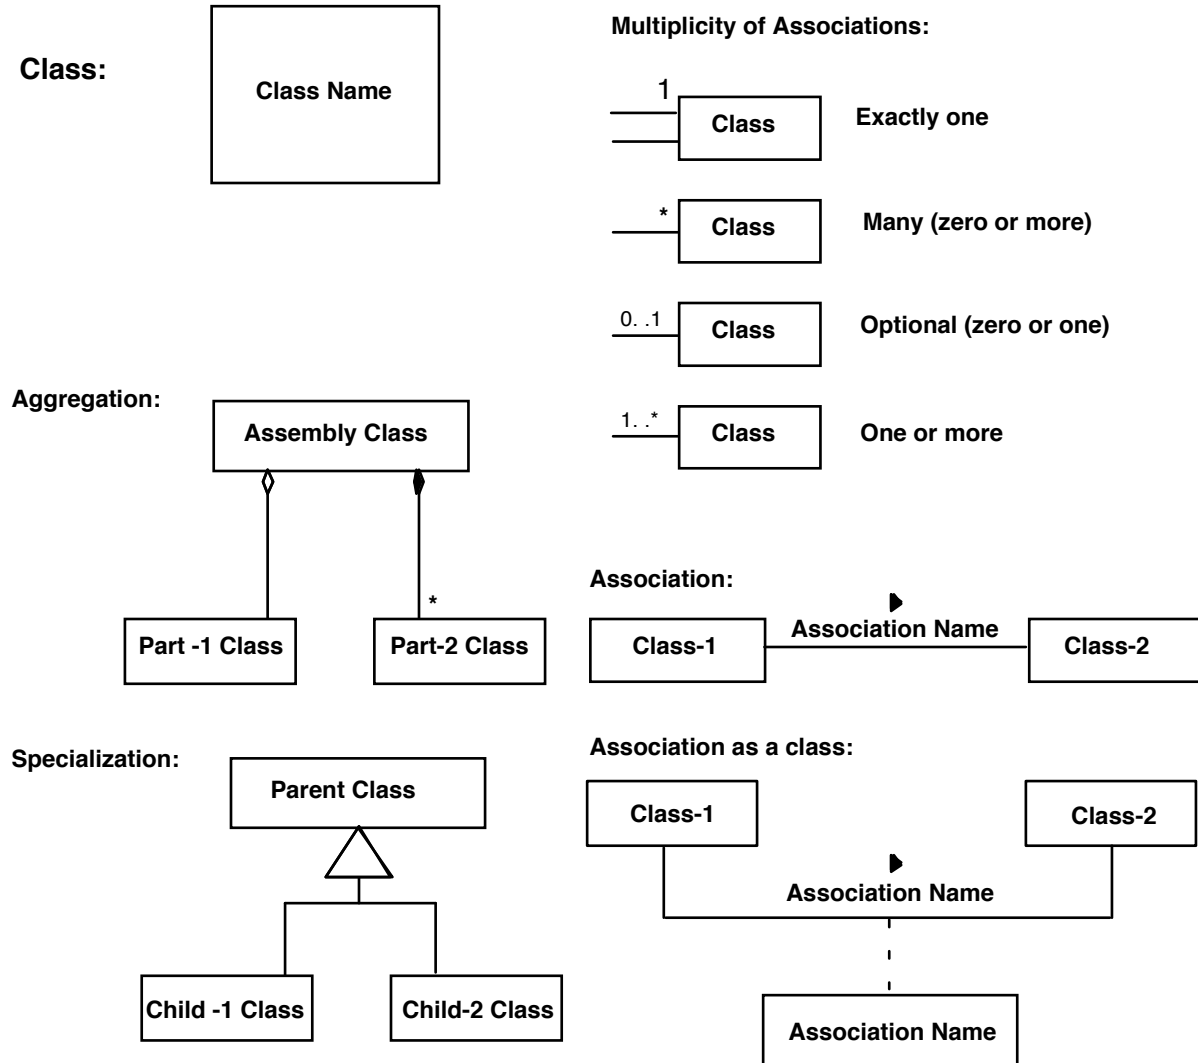 Class:
Class Name
Multiplicity of Associations:
1
Class
Exactly one
*
Class
Many (zero or more)
0. .1
Class
Optional (zero or one)
1. .*
Class
One or more
Aggregation:
Assembly Class
*
Part -1 Class
Part-2 Class
Association:
Class-1
Association Name
Class-2
Specialization:
Parent Class
Child -1 Class
Child-2 Class
Association as a class:
Class-1
Class-2
Association Name
Association Name